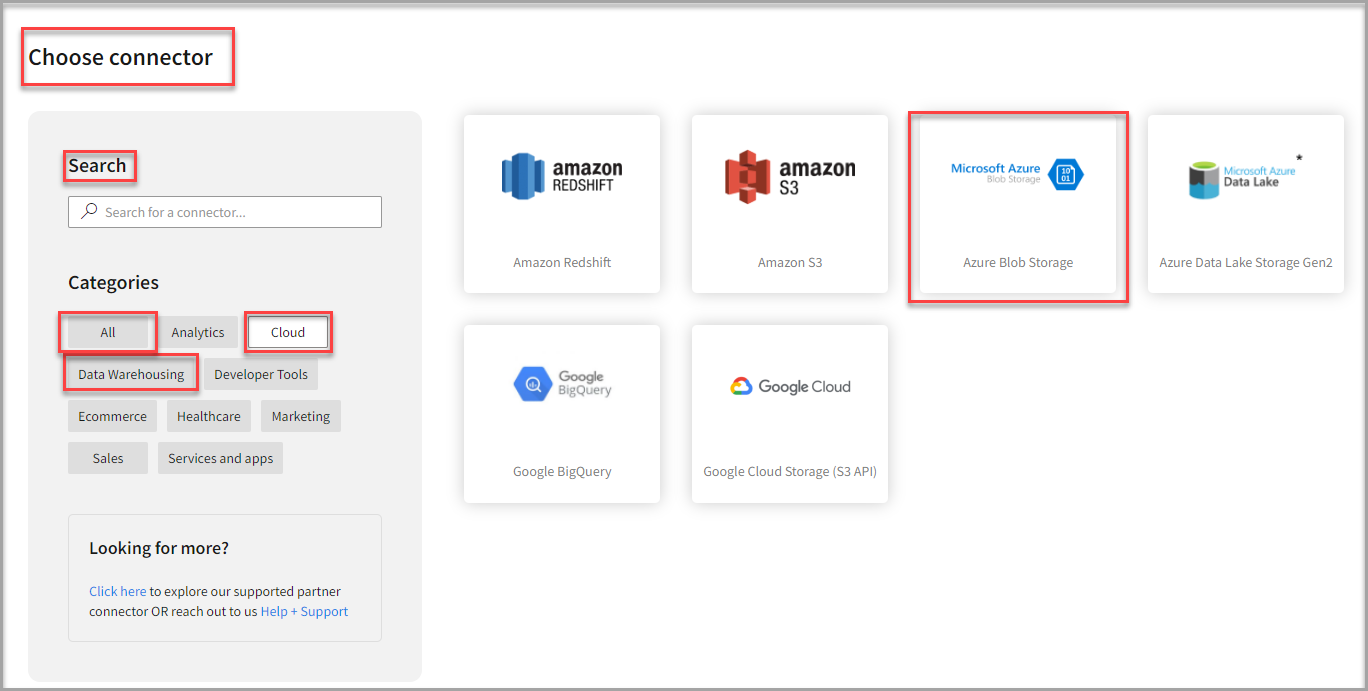 Choose connector
Search
Search for a connector...
Categories
All
Analytics
Cloud
Data Warehousing
Developer Tools
Ecommerce
Healthcare
Marketing
Sales
Services and apps
Looking for more?
Click here to explore our supported partner
connector OR reach out to us Help + Support
amazon
REDSHIFT
Amazon Redshift
amazon
S3
Amazon S3
Microsoft Azure
Blob Storage
10
01
Azure Blob Storage
*
Microsoft Azure
Data Lake
Azure Data Lake Storage Gen2
Google
BigQuery
Google BigQuery
Google Cloud
Google Cloud Storage (S3 API)